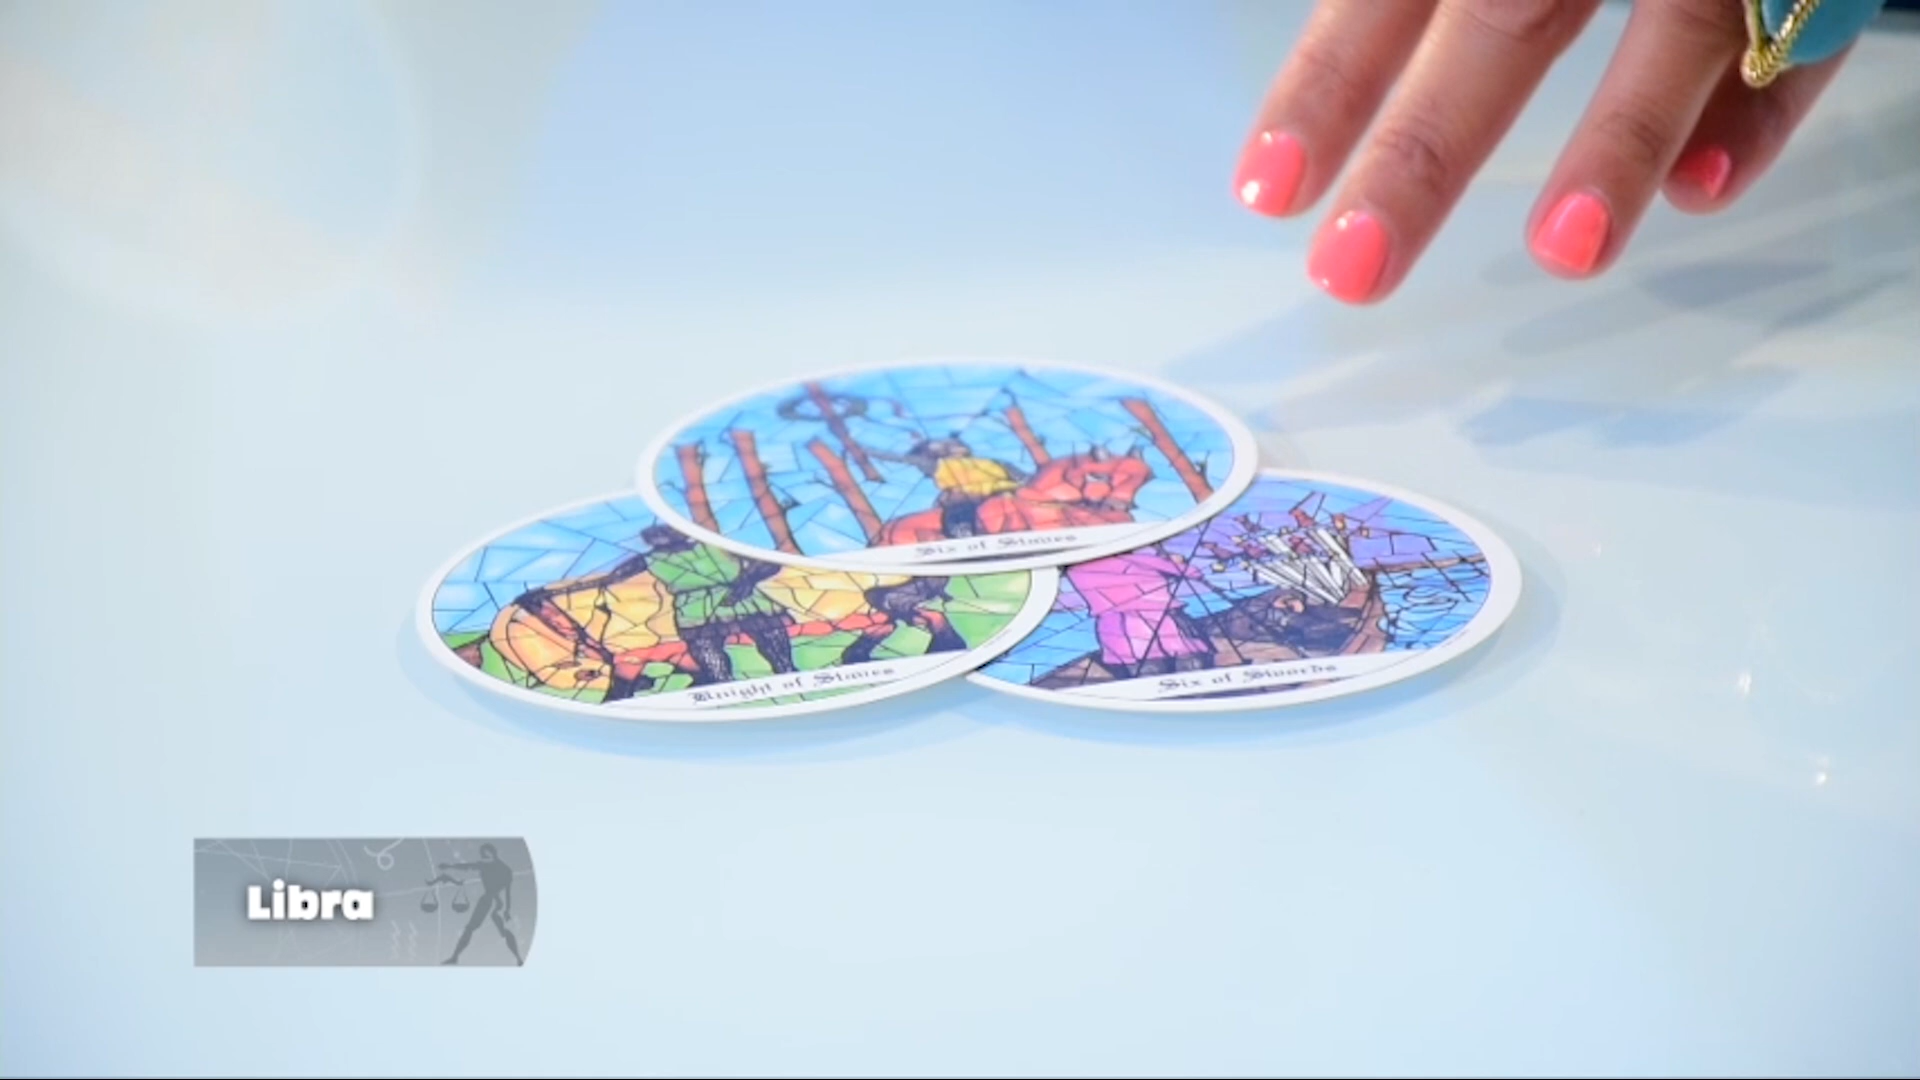 Six of Staves
Knight of Staves
Six of Swords
Libra